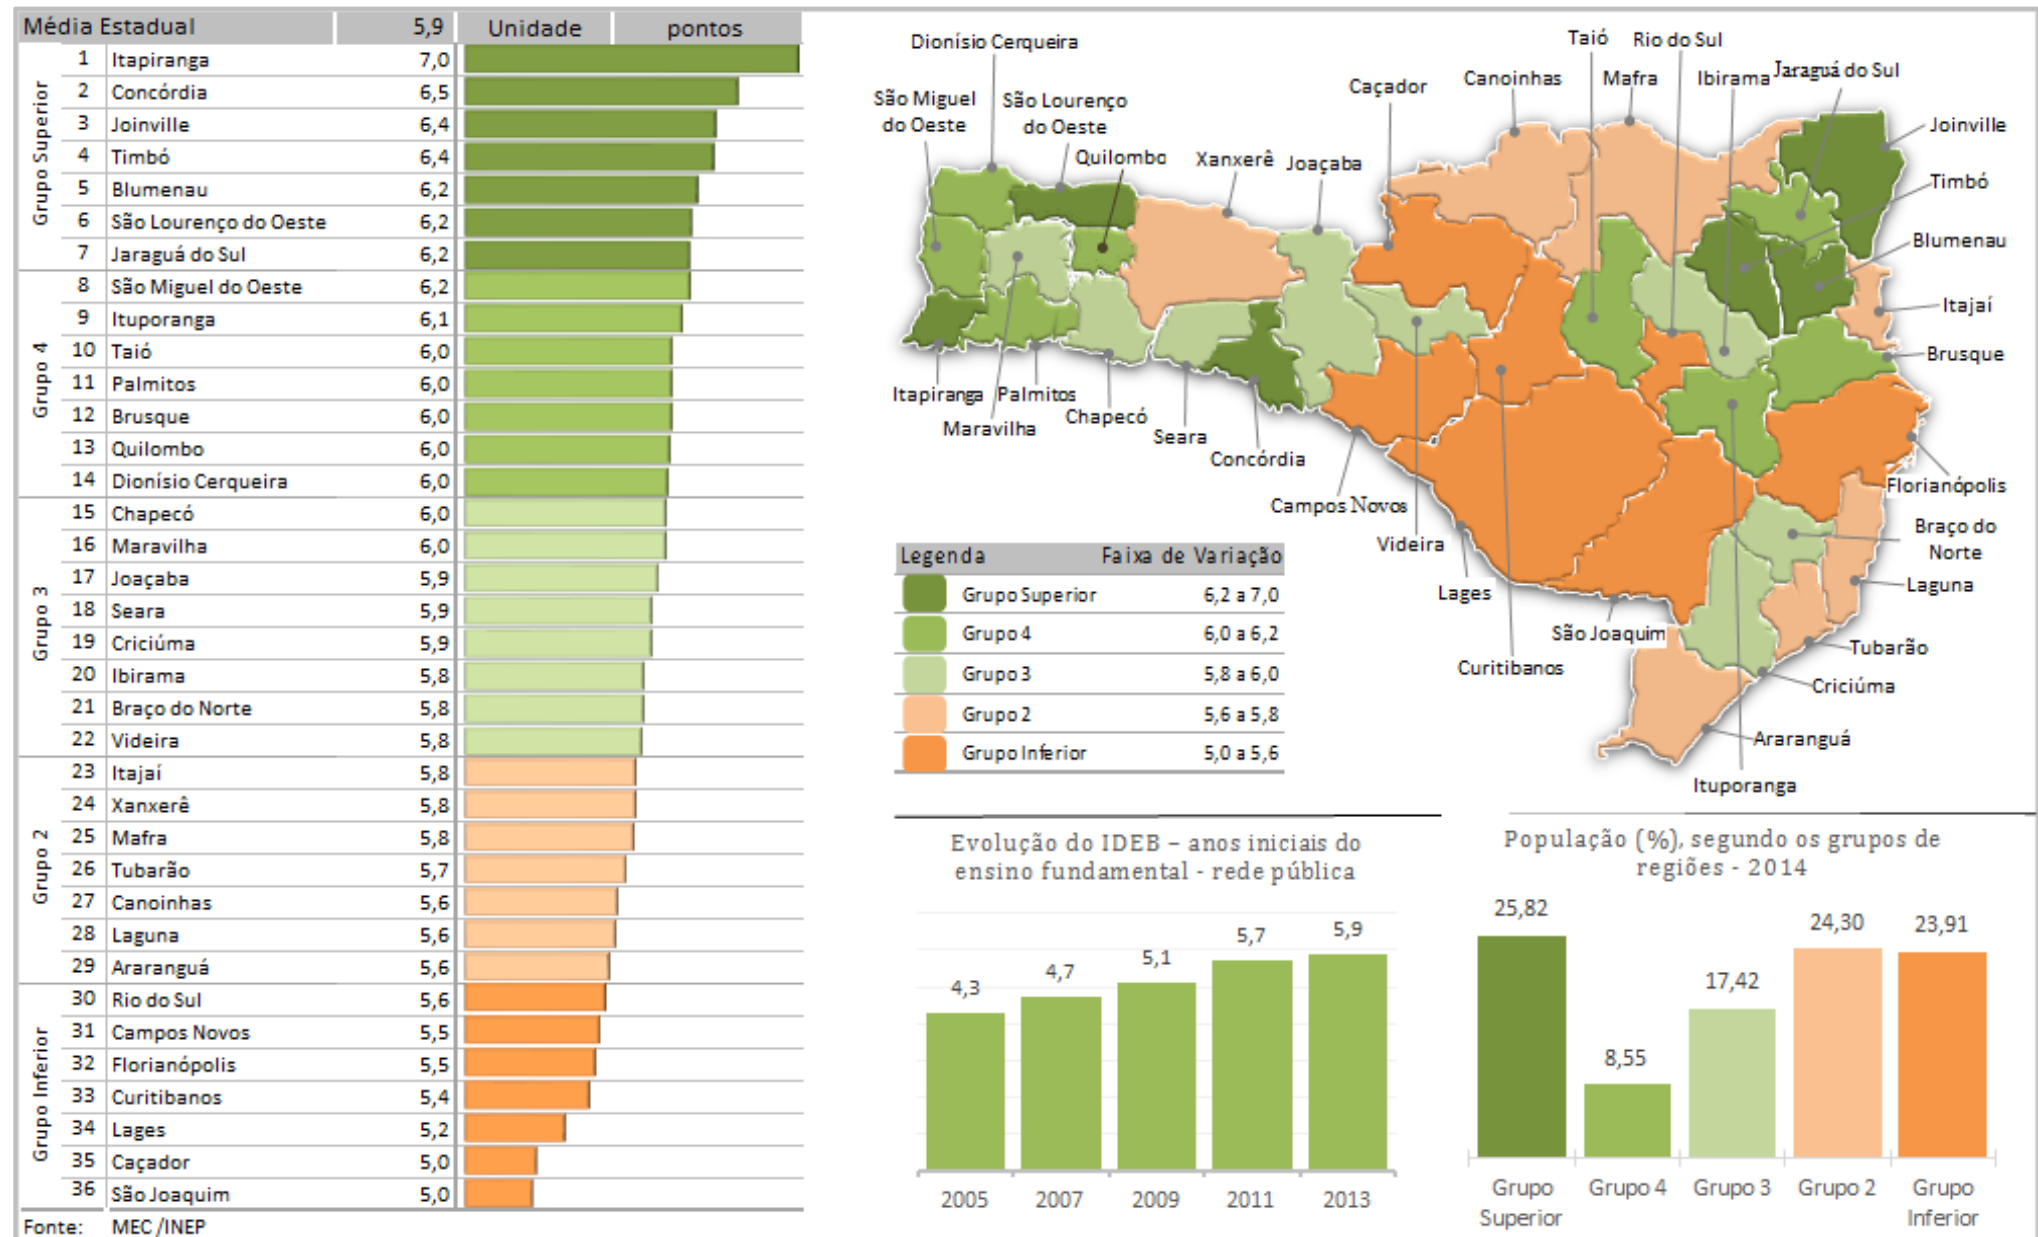 Média Estadual 5,9 Unidade pontos
Grupo Superior
1 Itapiranga 7,0
2 Concórdia 6,5
3 Joinville 6,4
4 Timbó 6,4
5 Blumenau 6,2
6 São Lourenço do Oeste 6,2
7 Jaraguá do Sul 6,2
Grupo 4
8 São Miguel do Oeste 6,2
9 Ituporanga 6,1
10 Taió 6,0
11 Palmitos 6,0
12 Brusque 6,0
13 Quilombo 6,0
14 Dionísio Cerqueira 6,0
Grupo 3
15 Chapecó 6,0
16 Maravilha 6,0
17 Joaçaba 5,9
18 Seara 5,9
19 Criciúma 5,9
20 Ibirama 5,8
21 Braço do Norte 5,8
22 Videira 5,8
Grupo 2
23 Itajaí 5,8
24 Xanxerê 5,8
25 Mafra 5,8
26 Tubarão 5,7
27 Canoinhas 5,6
28 Laguna 5,6
29 Araranguá 5,6
Grupo Inferior
30 Rio do Sul 5,6
31 Campos Novos 5,5
32 Florianópolis 5,5
33 Curitibanos 5,4
34 Lages 5,2
35 Caçador 5,0
36 São Joaquim 5,0
Fonte: MEC /INEP
Dionísio Cerqueira
Taió
Rio do Sul
Caçador
Canoinhas
Mafra
Ibirama
Jaraguá do Sul
São Miguel
do Oeste
São Lourenço
do Oeste
Quilombo
Xanxerê
Joaçaba
Joinville
Timbó
Blumenau
Itajaí
Brusque
Itapiranga
Palmitos
Maravilha
Chapecó
Seara
Concórdia
Campos Novos
Videira
Florianópolis
Braço do
Norte
Lages
Laguna
São Joaquim
Tubarão
Curitibanos
Criciúma
Araranguá
Ituporanga
Legenda Faixa de Variação
Grupo Superior 6,2 a 7,0
Grupo 4 6,0 a 6,2
Grupo 3 5,8 a 6,0
Grupo 2 5,6 a 5,8
Grupo Inferior 5,0 a 5,6
Evolução do IDEB – anos iniciais do
ensino fundamental - rede pública
4,3 4,7 5,1 5,7 5,9
2005 2007 2009 2011 2013
População (%), segundo os grupos de
regiões - 2014
25,82 8,55 17,42 24,30 23,91
Grupo Superior
Grupo 4
Grupo 3
Grupo 2
Grupo Inferior